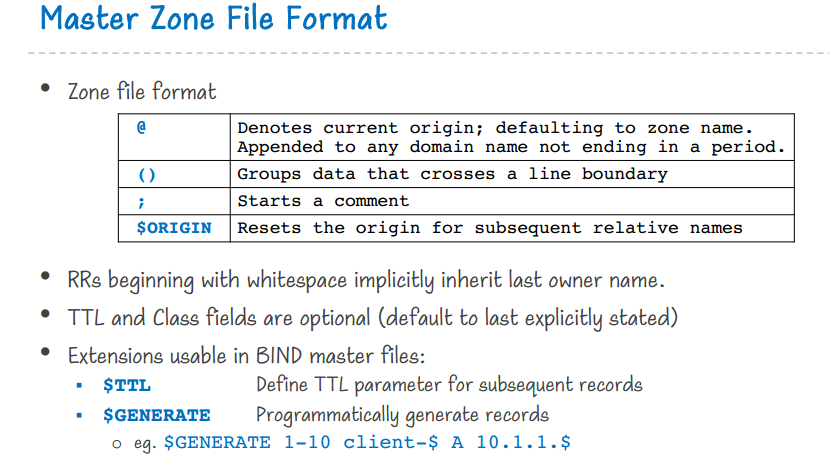 Master Zone File Format
• Zone file format
@ Denotes current origin; defaulting to zone name.
Appended to any domain name not ending in a period.
() Groups data that crosses a line boundary
; Starts a comment
$ORIGIN Resets the origin for subsequent relative names
• RRs beginning with whitespace implicitly inherit last owner name.
• TTL and Class fields are optional (default to last explicitly stated)
• Extensions usable in BIND master files:
▪ $TTL Define TTL parameter for subsequent records
▪ $GENERATE Programmatically generate records
o eg. $GENERATE 1-10 client-$ A 10.1.1.$